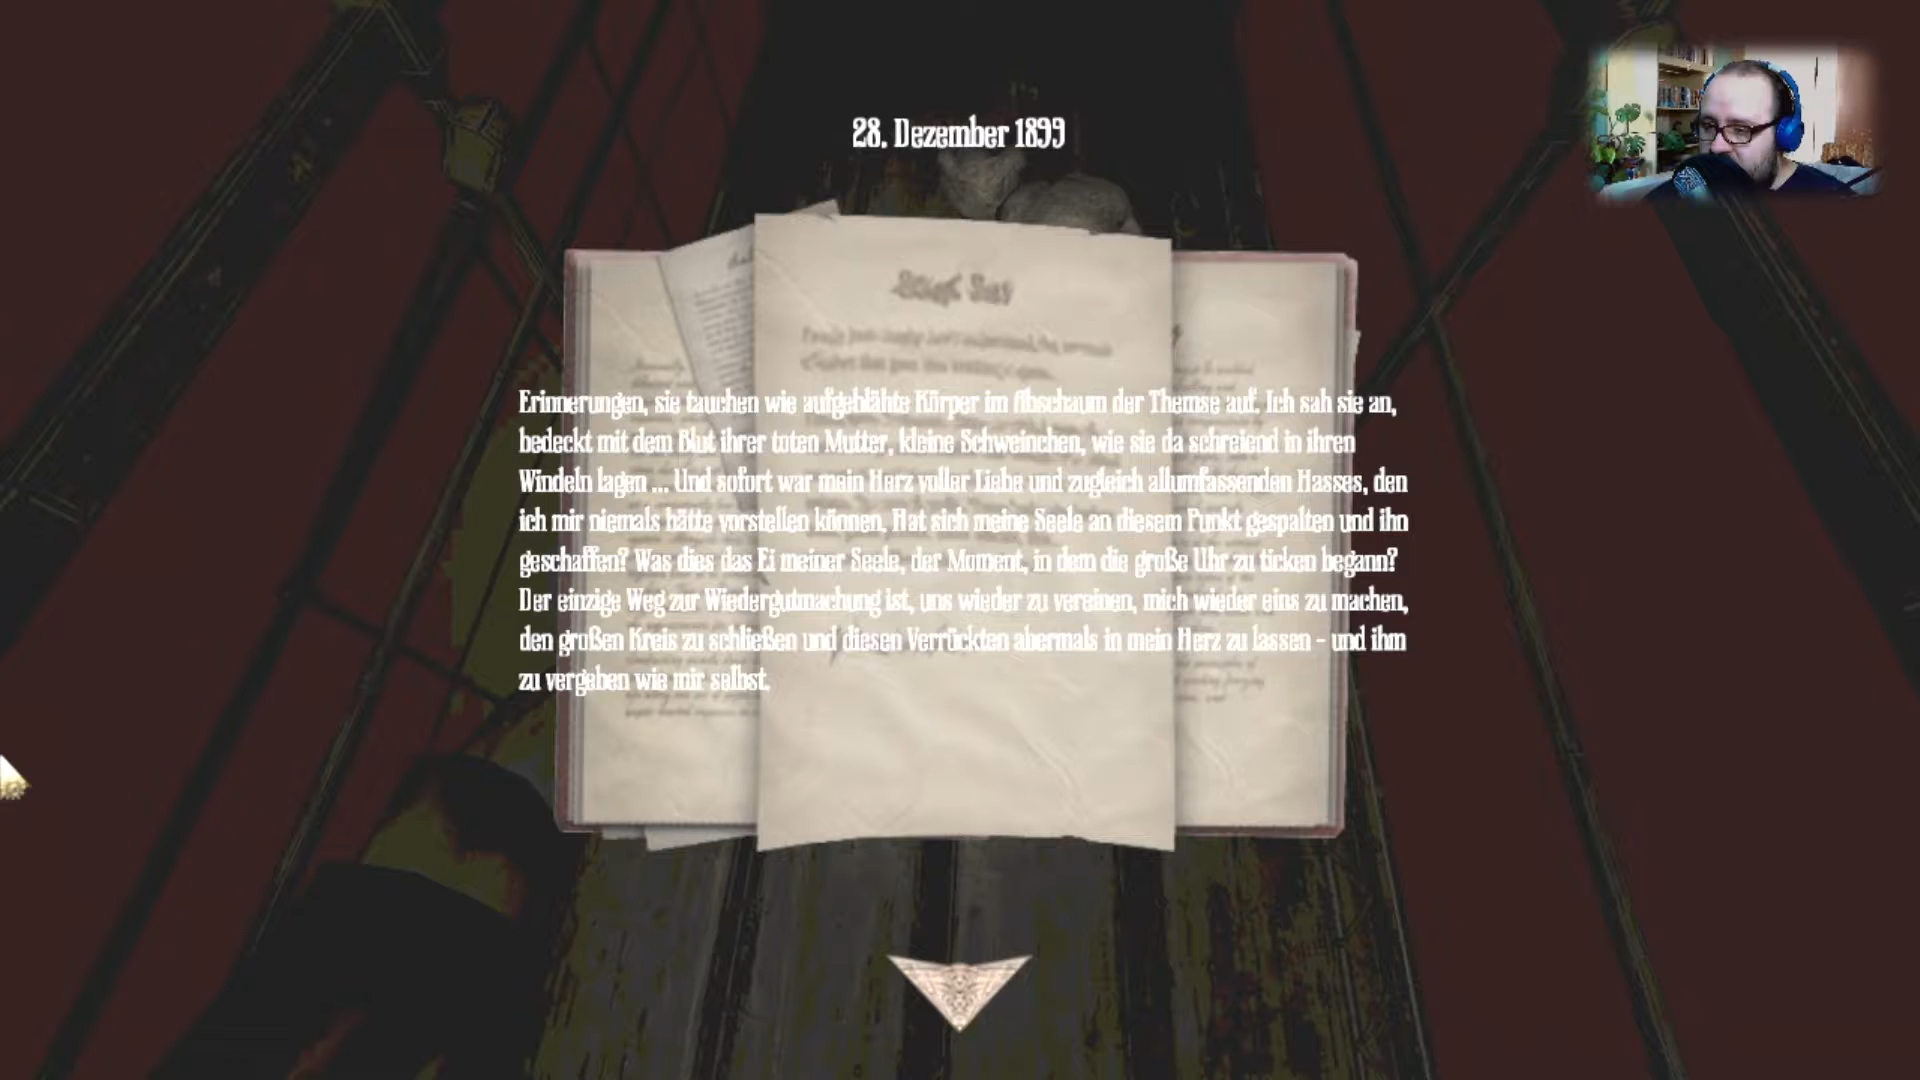 28. Dezember 1899
Erinnerungen, sie tauchen wie aufgeblähte Körper im Abschaum der Themse auf. Ich sah sie an,
bedeckt mit dem Blut ihrer toten Mutter, kleine Schweinchen, wie sie da schreiend in ihren
Windeln lagen ... Und sofort war mein Herz voller Liebe und zugleich allumfassenden Hasses, den
ich mir niemals hätte vorstellen können. Hat sich meine Seele an diesem Punkt gespalten und ihn
geschaffen? Was dies das Ei meiner Seele, der Moment, in dem die große Uhr zu ticken begann?
Der einzige Weg zur Wiedergutmachung ist, uns wieder zu vereinen, mich wieder eins zu machen,
den großen Kreis zu schließen und diesen Verrückten abermals in mein Herz zu lassen - und ihm
zu vergeben wie mir selbst.